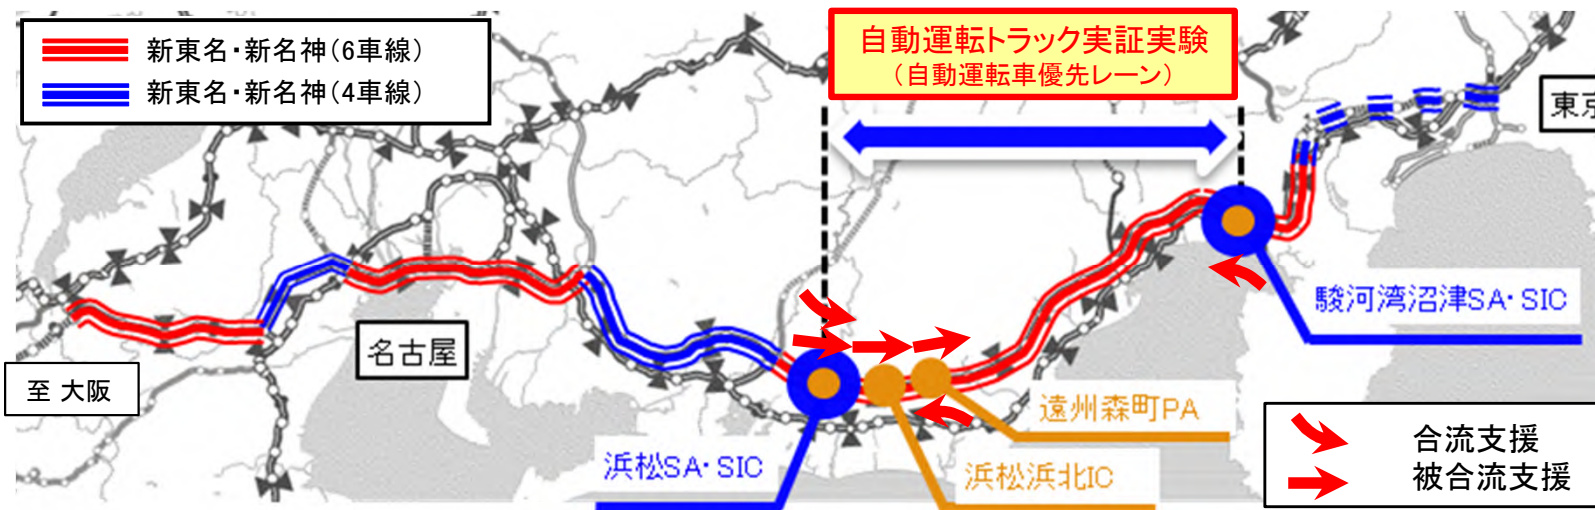 新東名・新名神(6車線)
新東名・新名神(4車線)
自動運転トラック実証実験
(自動運転車優先レーン)
東京
駿河湾沼津SA・SIC
名古屋
至 大阪
遠州森町PA
浜松SA・SIC
浜松浜北IC
合流支援
被合流支援